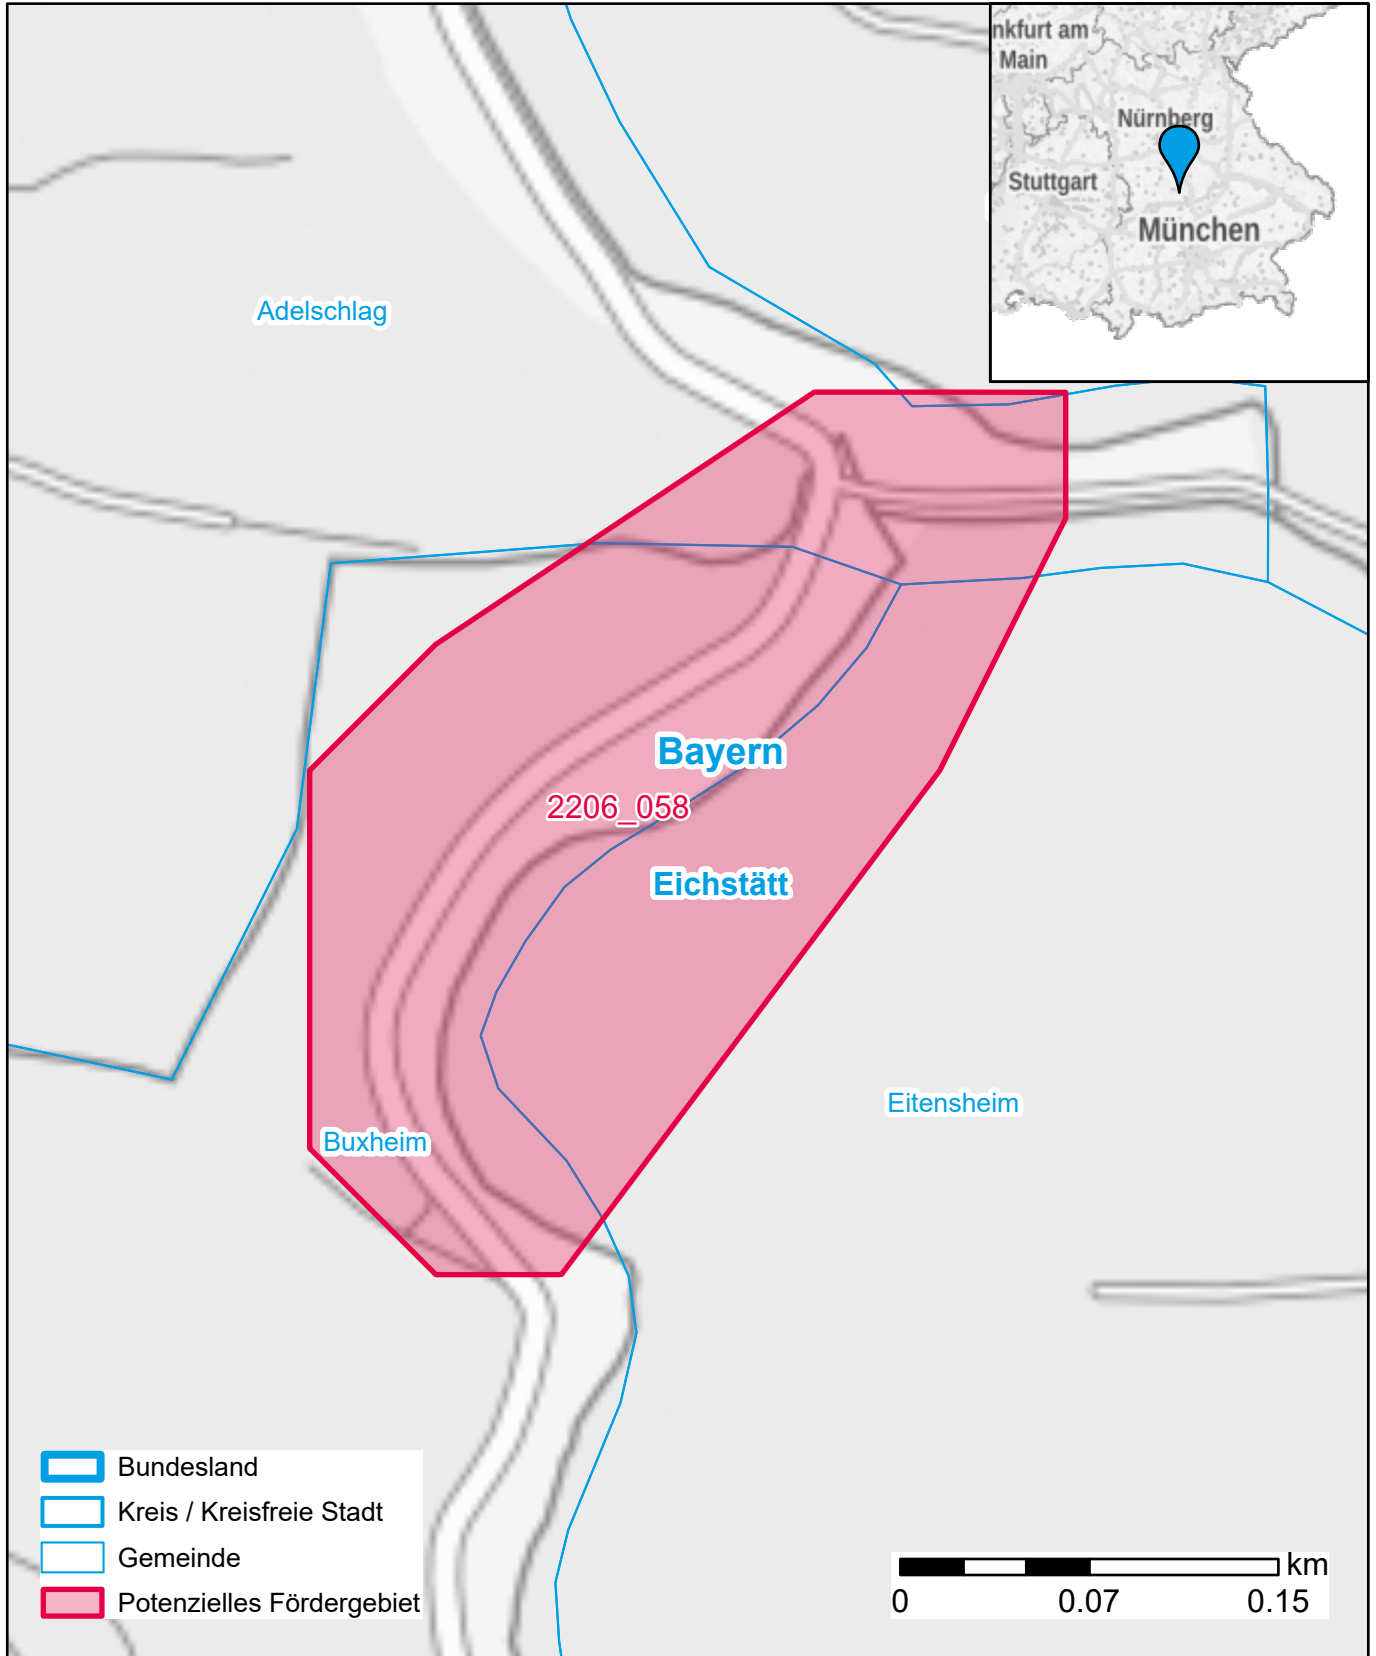 nkfurt am
Main
Nürnberg
Stuttgart
München
Adelschlag
Bayern
2206_058
Eichstätt
Eitensheim
Buxheim
Bundesland
Kreis / Kreisfreie Stadt
Gemeinde
Potenzielles Fördergebiet
km
0 0.07 0.15